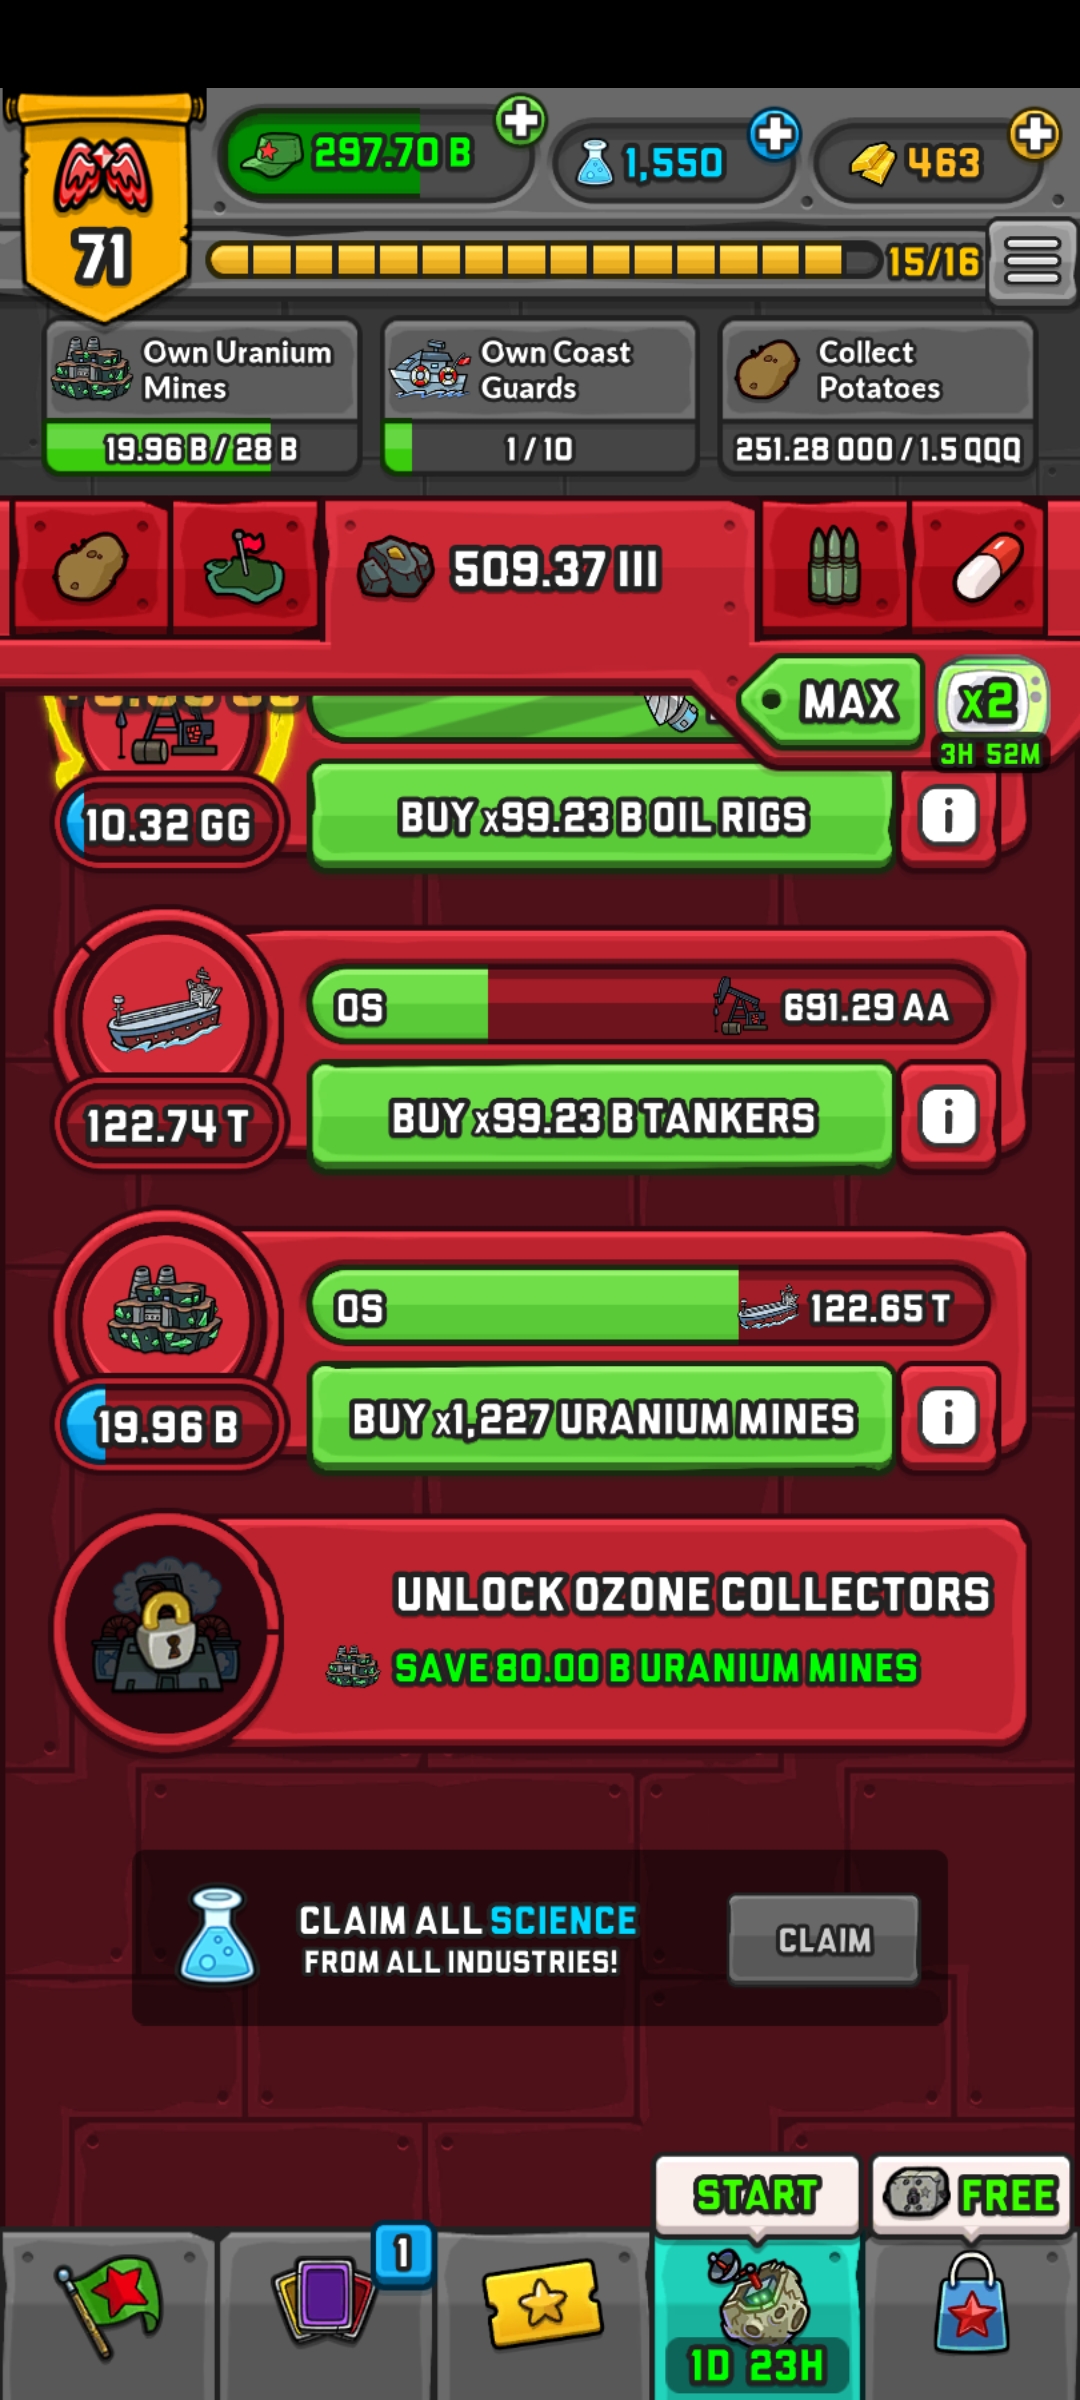 297.70 B
1,550
463
71
15/16
Own Uranium
Mines
19.96 B / 28 B
Own Coast
Guards
1 / 10
Collect
Potatoes
251.28 OOO / 1.5 QQQ
509.37 III
MAX
x2
3H 52M
10.32 GG
BUY x99.23 B OIL RIGS
i
0S
691.29 AA
122.74 T
BUY x99.23 B TANKERS
i
0S
122.65 T
19.96 B
BUY x1,227 URANIUM MINES
i
UNLOCK OZONE COLLECTORS
SAVE 80.00 B URANIUM MINES
CLAIM ALL SCIENCE
FROM ALL INDUSTRIES!
CLAIM
START
FREE
1
1D 23H